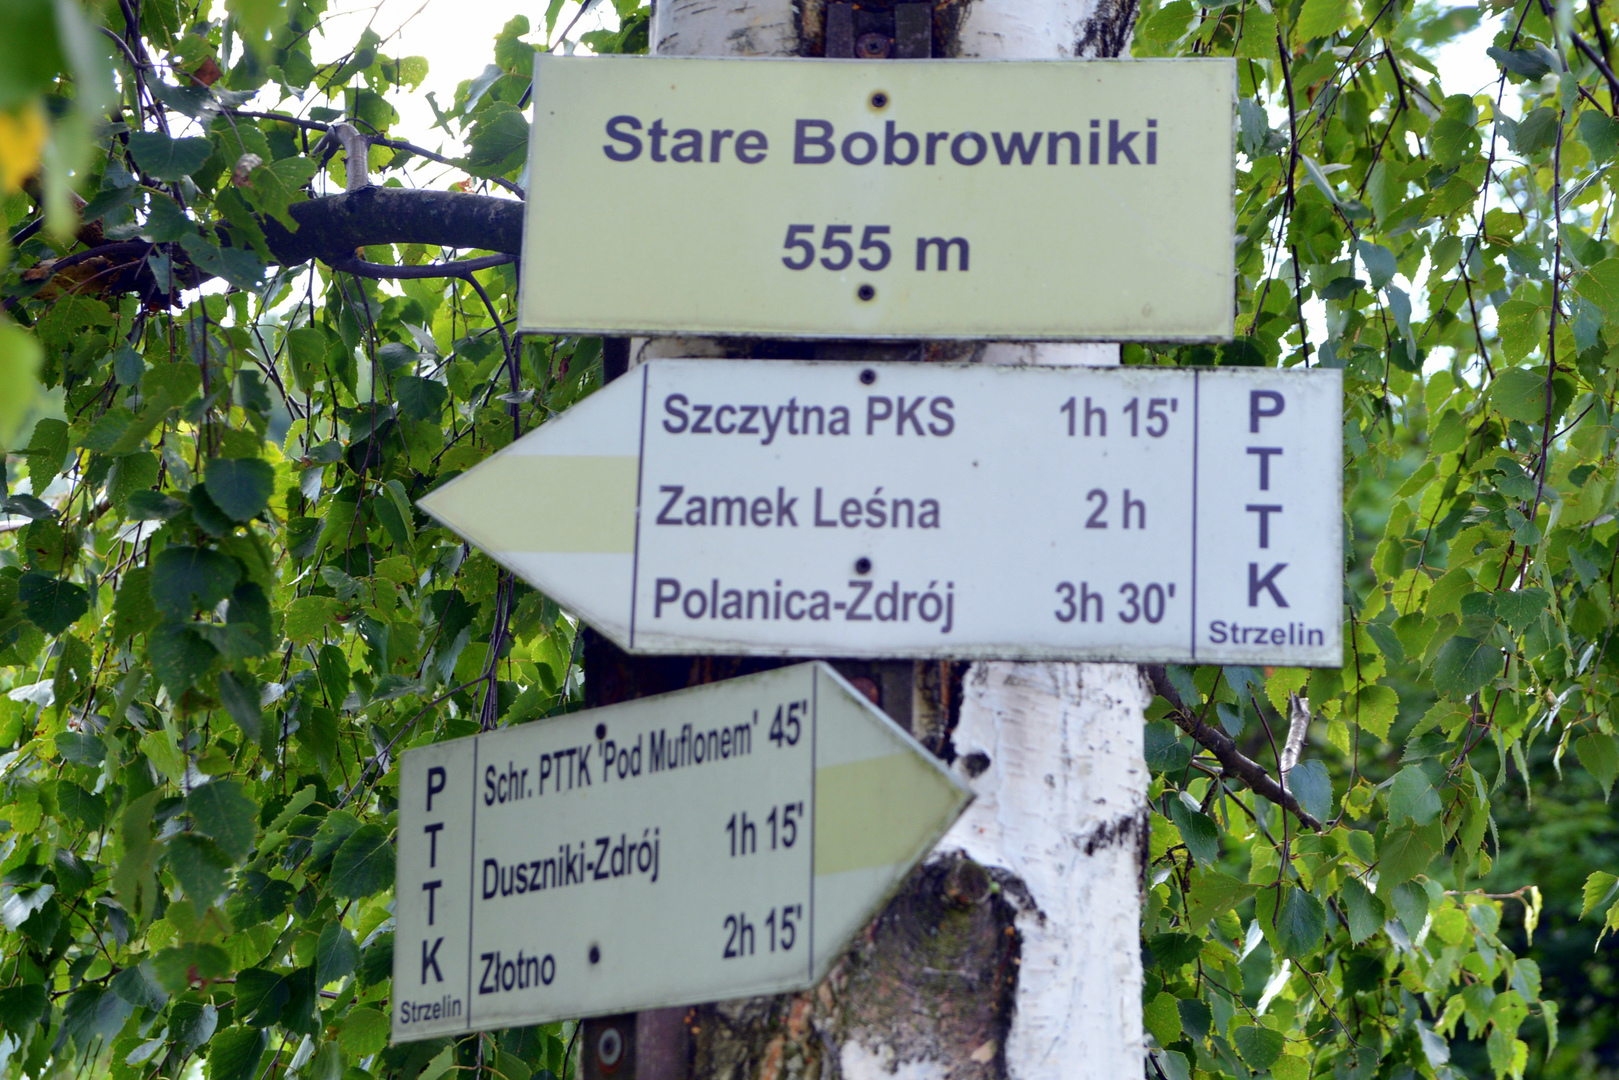 Stare Bobrowniki
555 m
Szczytna PKS 1h 15'
Zamek Leśna 2 h
Polanica-Zdrój 3h 30'
PTTK
Strzelin
Schr. PTTK 'Pod Muflonem' 45'
Duszniki-Zdrój 1h 15'
Złotno 2h 15'
PTTK
Strzelin